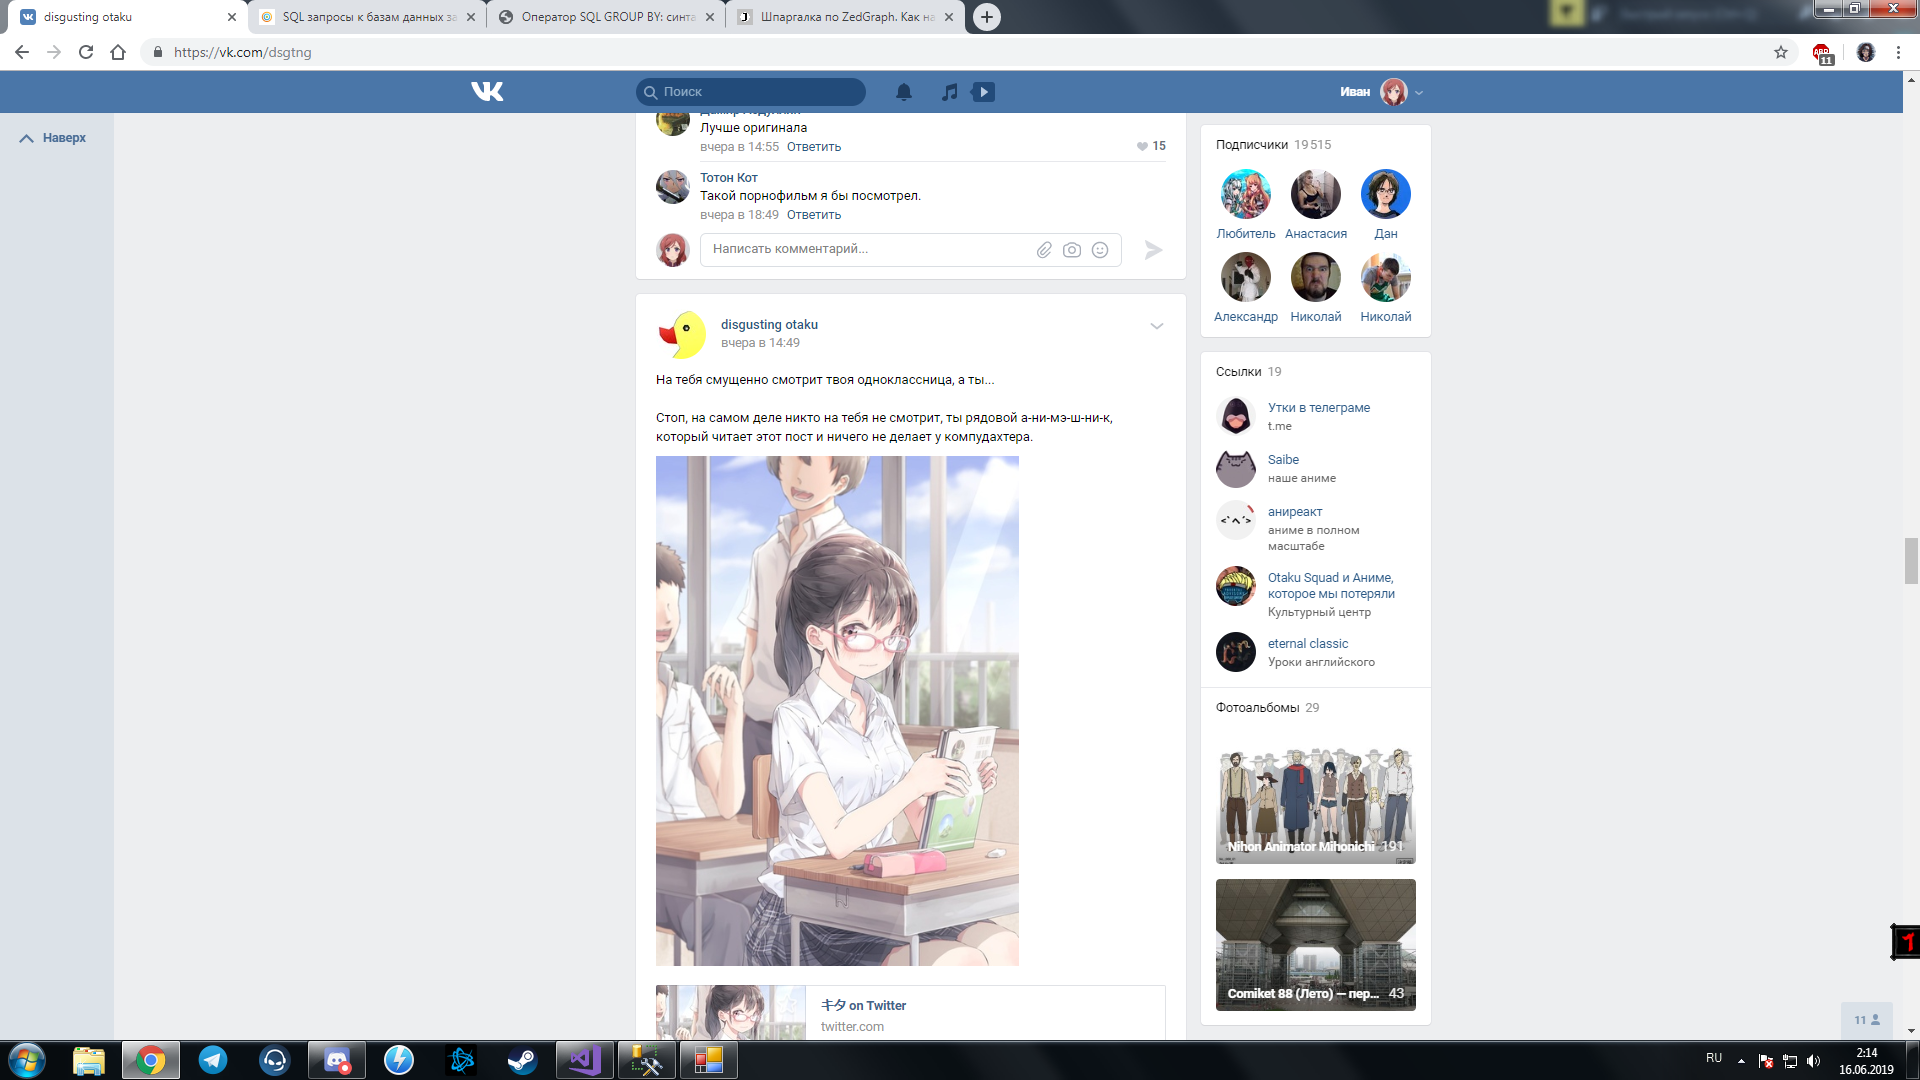 disgusting otaku
SQL запросы к базам данных за
Оператор SQL GROUP BY: синта
Шпаргалка по ZedGraph. Как на
https://vk.com/dsgtng
ABP
11
Поиск
Иван
Наверх
Лучше оригинала
вчера в 14:55 Ответить
15
Тотон Кот
Такой порнофильм я бы посмотрел.
вчера в 18:49 Ответить
Написать комментарий...
disgusting otaku
вчера в 14:49
На тебя смущенно смотрит твоя одноклассница, а ты...
Стоп, на самом деле никто на тебя не смотрит, ты рядовой а-ни-мэ-ш-ни-к,
который читает этот пост и ничего не делает у компудахтера.
キタ on Twitter
twitter.com
Подписчики 19 515
Любитель Анастасия Дан
Александр Николай Николай
Ссылки 19
Утки в телеграме
t.me
Saibe
наше аниме
аниреакт
аниме в полном
масштабе
Otaku Squad и Аниме,
которое мы потеряли
Культурный центр
eternal classic
Уроки английского
Фотоальбомы 29
Nihon Animator Mihonichi 191
Comiket 88 (Лето) — пер... 43
11
RU
2:14
16.06.2019